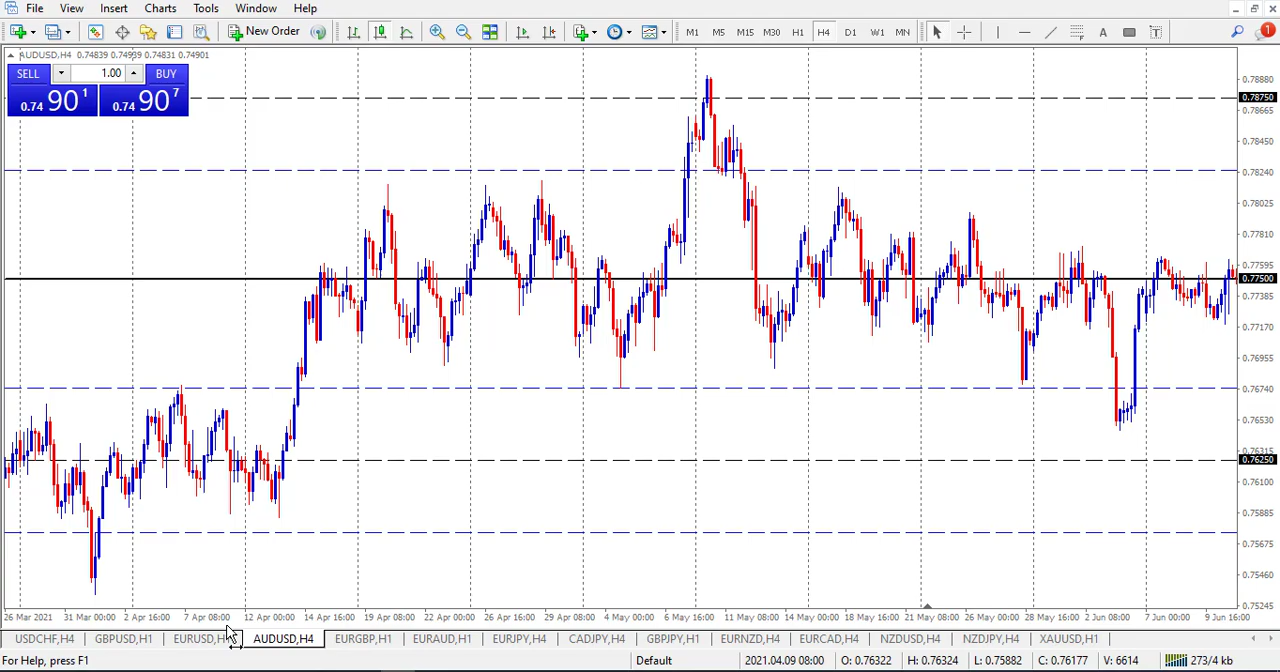 File View Insert Charts Tools Window Help
New Order M1 M5 M15 M30 H1 H4 D1 W1 MN A T 1
AUDUSD,H4 0.74839 0.74939 0.74831 0.74901
SELL 1.00 BUY
0.74 90 1 0.74 90 7
0.78880
0.78750
0.78665
0.78450
0.78240
0.78025
0.77810
0.77595
0.77500
0.77385
0.77170
0.76955
0.76740
0.76530
0.76315
0.76250
0.76100
0.75885
0.75675
0.75460
0.75245
26 Mar 2021 31 Mar 00:00 2 Apr 16:00 7 Apr 08:00 12 Apr 00:00 14 Apr 16:00 19 Apr 08:00 22 Apr 00:00 26 Apr 16:00 29 Apr 08:00 4 May 00:00 6 May 16:00 11 May 08:00 14 May 00:00 18 May 16:00 21 May 08:00 26 May 00:00 28 May 16:00 2 Jun 08:00 7 Jun 00:00 9 Jun 16:00
USDCHF,H4 GBPUSD,H1 AUDUSD,H4 EURGBP,H1 EURAUD,H1 EURJPY,H4 CADJPY,H4 GBPJPY,H1 EURNZD,H4 EURCAD,H4 NZDUSD,H4 NZDJPY,H4 XAUUSD,H1
For Help, press F1 Default 2021.04.09 08:00 O: 0.76322 H: 0.76324 L: 0.75882 C: 0.76177 V: 6614 273/4 kb